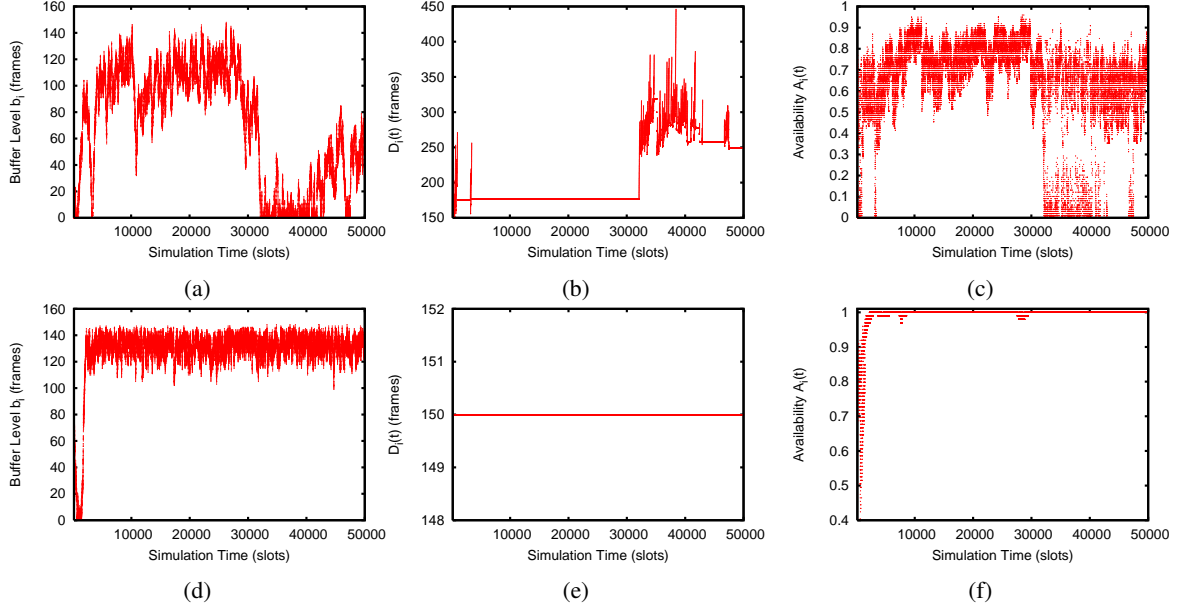 160
140
120
100
80
60
40
20
0
10000 20000 30000 40000 50000
Buffer Level bi (frames)
Simulation Time (slots)
(a)
450
400
350
300
250
200
150
10000 20000 30000 40000 50000
Di(t) (frames)
Simulation Time (slots)
(b)
1
0.9
0.8
0.7
0.6
0.5
0.4
0.3
0.2
0.1
0
10000 20000 30000 40000 50000
Availability Ai(t)
Simulation Time (slots)
(c)
160
140
120
100
80
60
40
20
0
10000 20000 30000 40000 50000
Buffer Level bi (frames)
Simulation Time (slots)
(d)
152
151
150
149
148
10000 20000 30000 40000 50000
Di(t) (frames)
Simulation Time (slots)
(e)
1
0.9
0.8
0.7
0.6
0.5
0.4
10000 20000 30000 40000 50000
Availability Ai(t)
Simulation Time (slots)
(f)